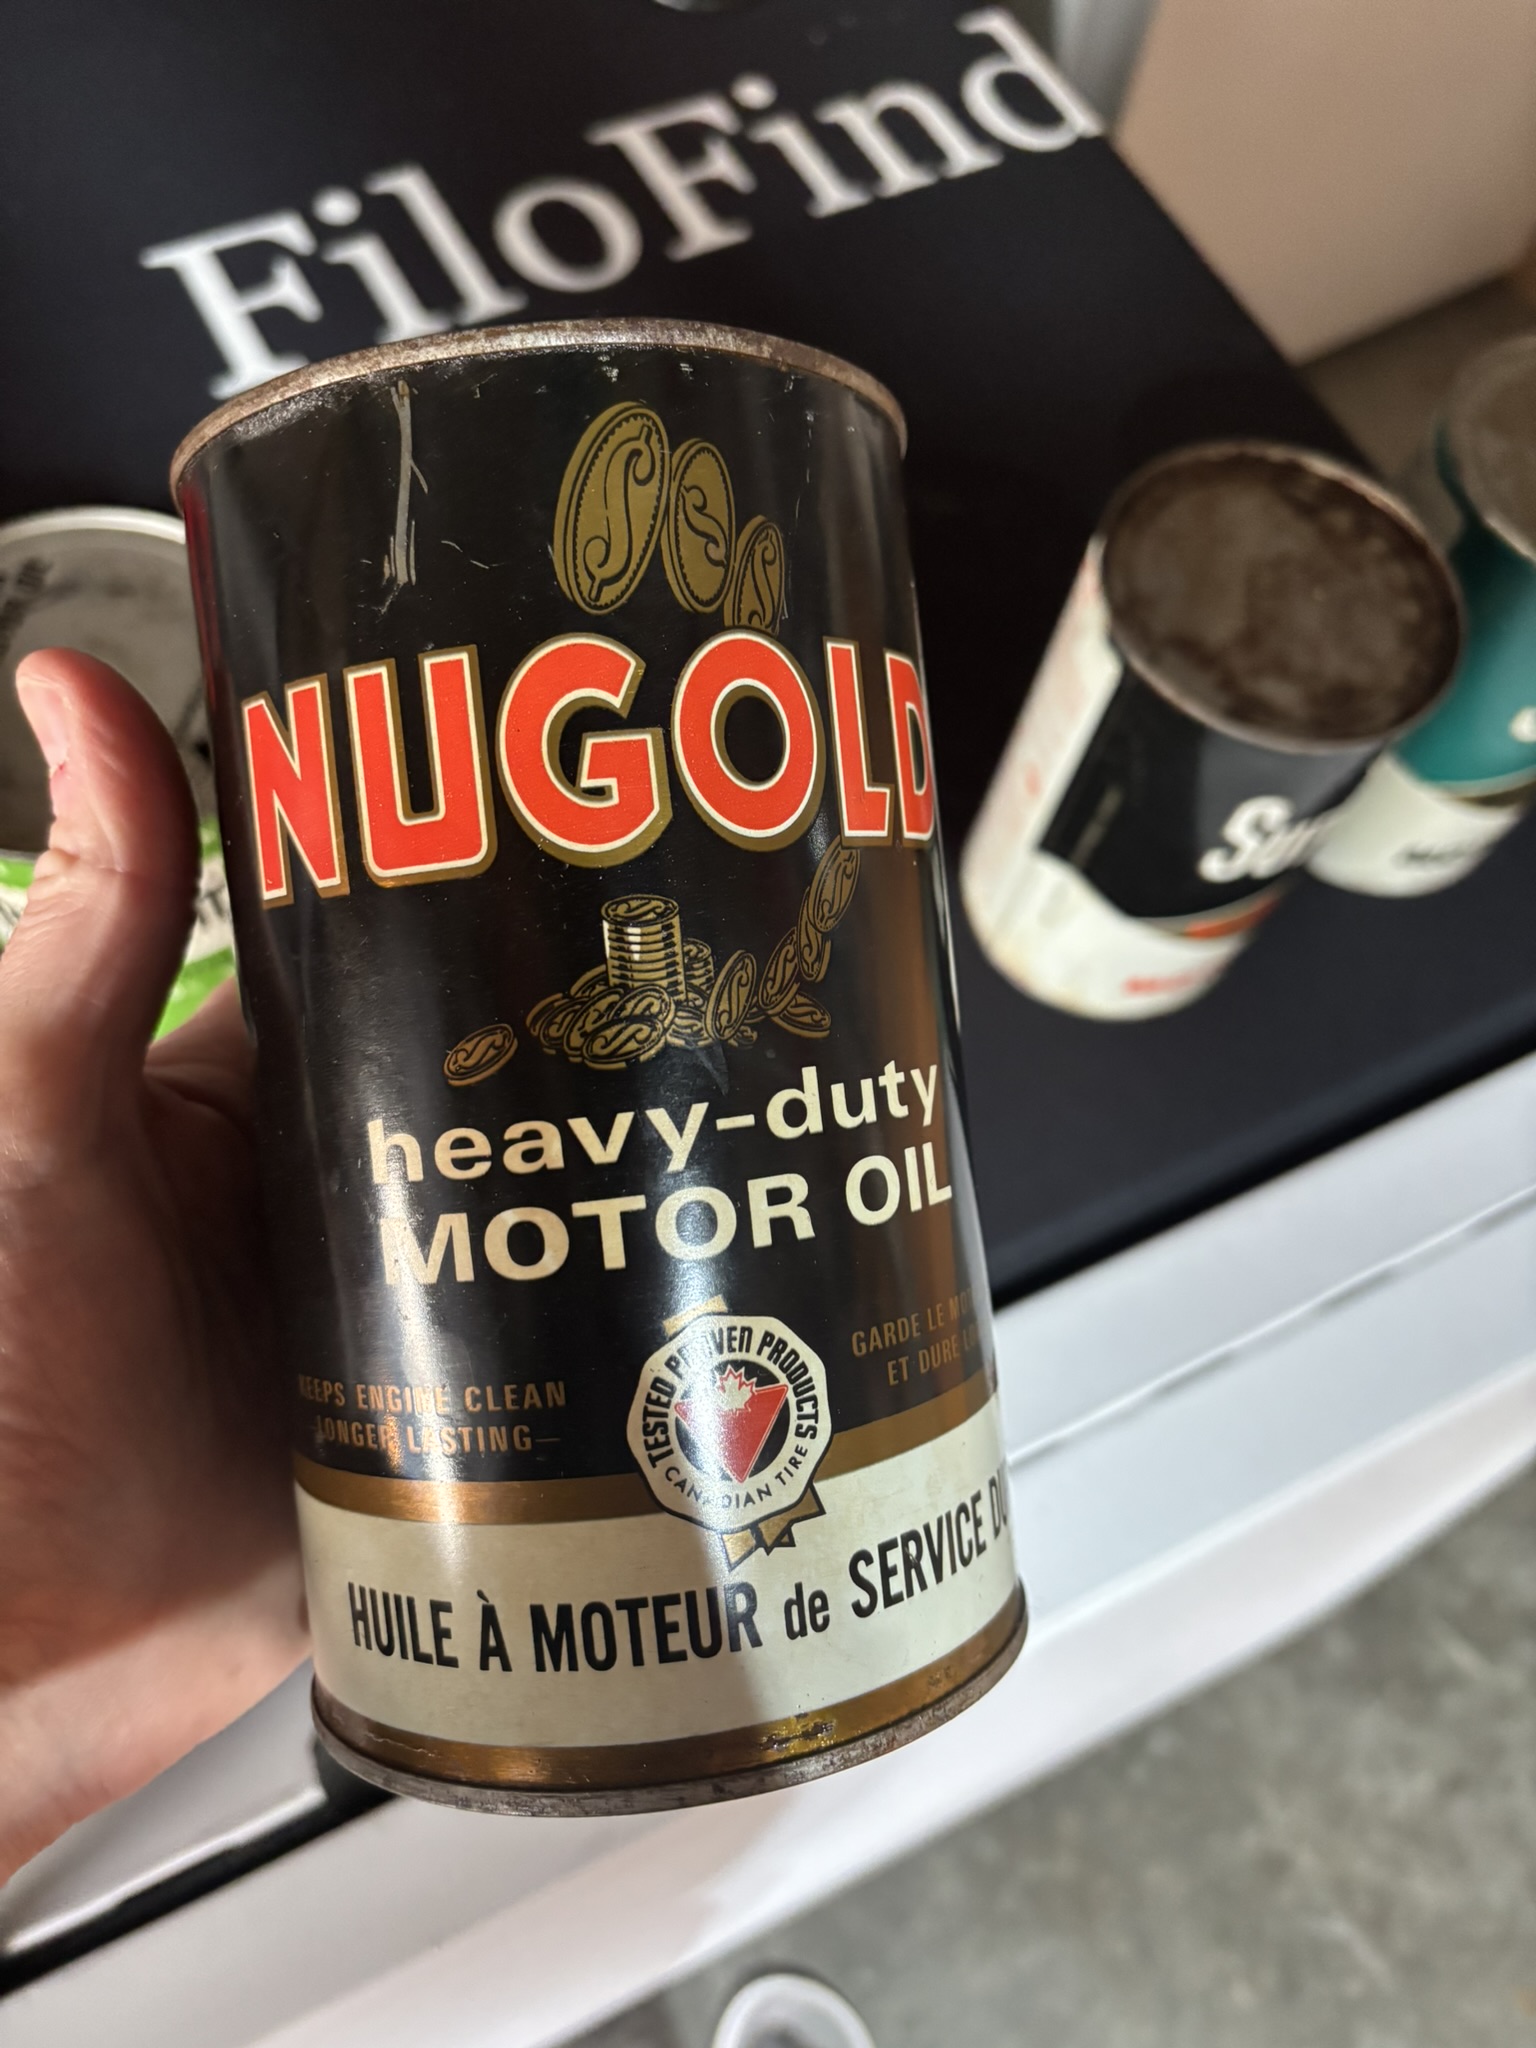 FiloFind
NUGOLD
heavy-duty
MOTOR OIL
KEEPS ENGINE CLEAN
LONGER LASTING—
GARDE LE
ET DURE
TESTED PROVEN PRODUCTS
CANADIAN TIRE
HUILE À MOTEUR de SERVICE